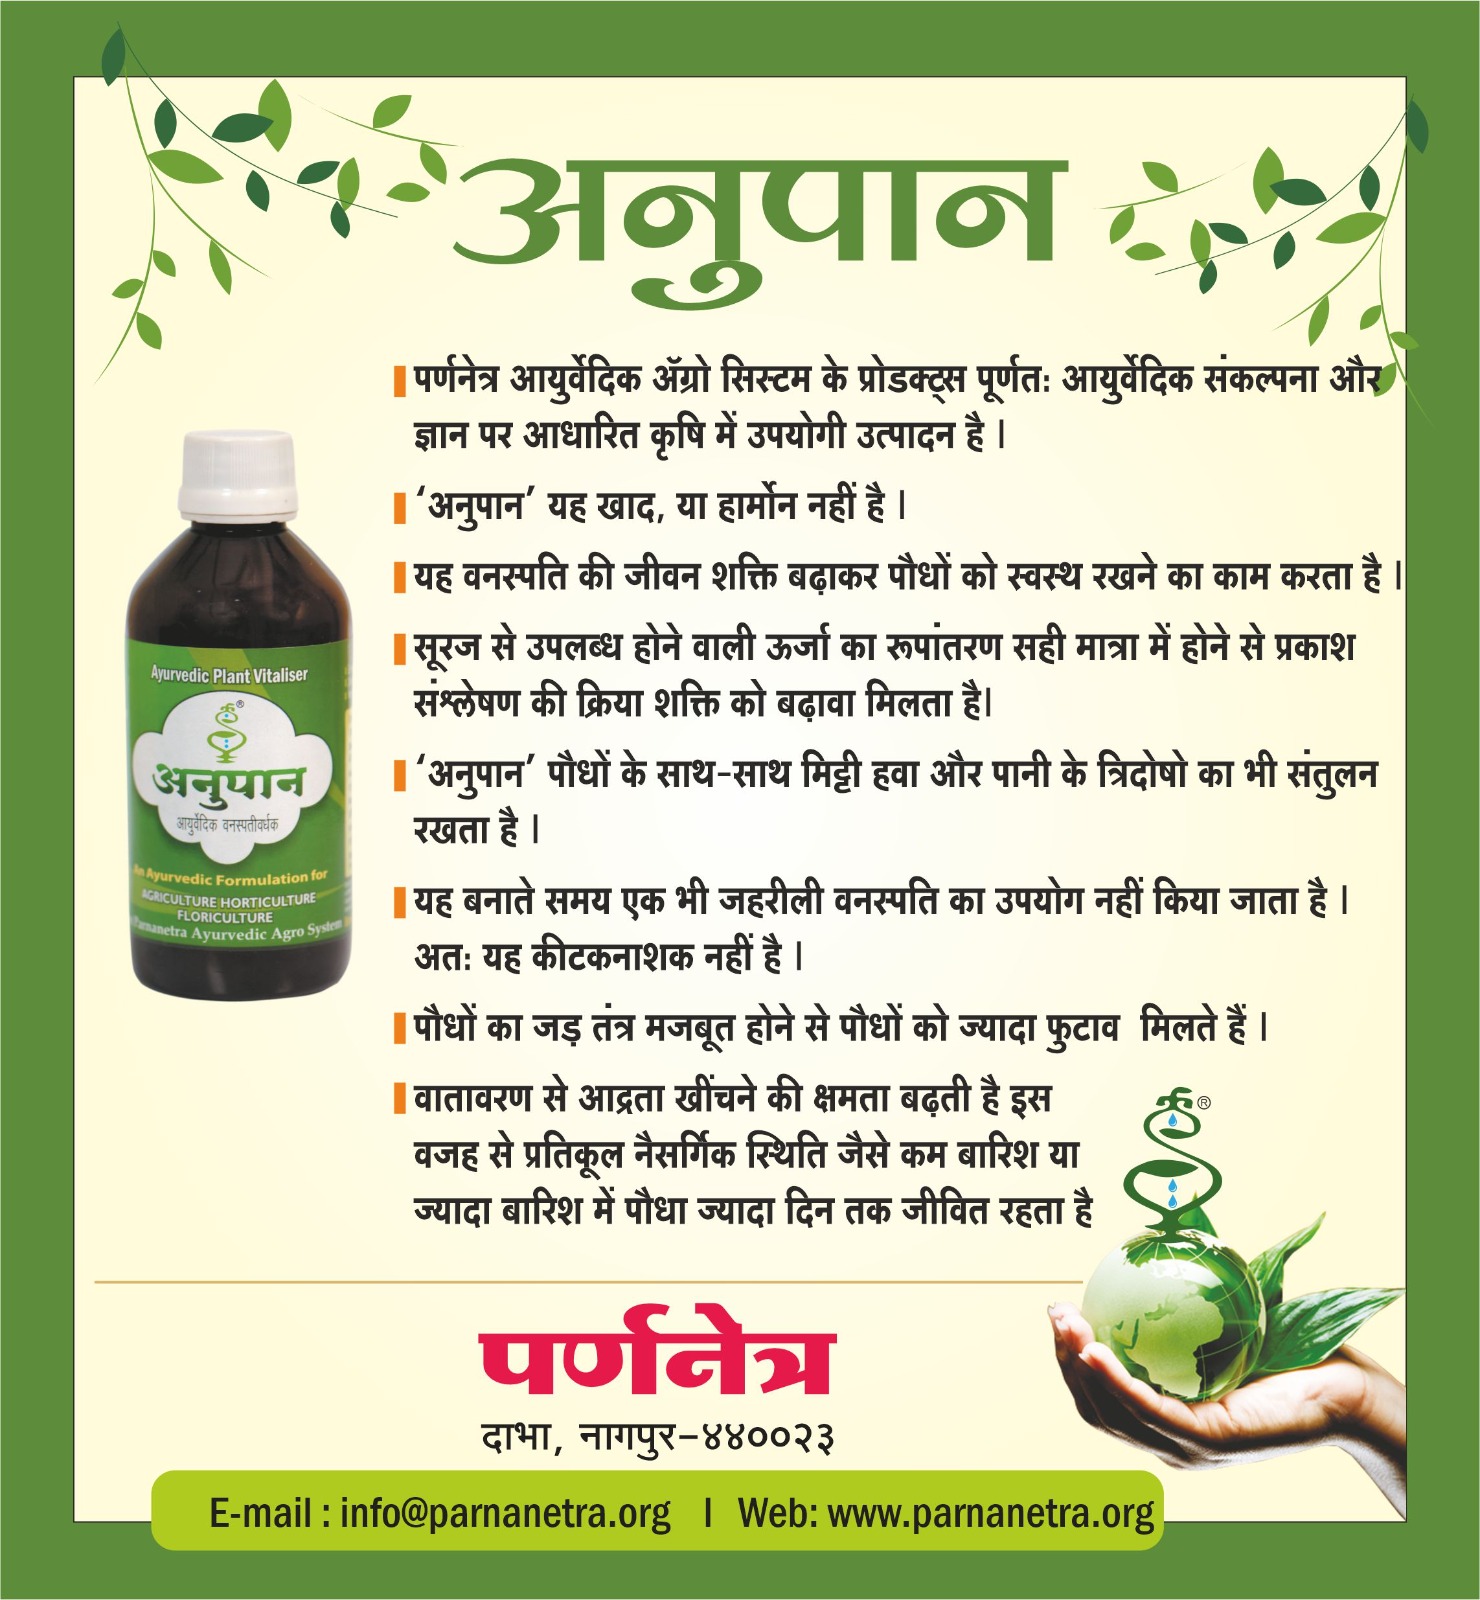 अनुपान
पर्णनेत्र आयुर्वेदिक ॲग्रो सिस्टम के प्रोडक्ट्स पूर्णत: आयुर्वेदिक संकल्पना और
ज्ञान पर आधारित कृषि में उपयोगी उत्पादन है।
‘अनुपान’ यह खाद, या हार्मोन नहीं है।
यह वनस्पति की जीवन शक्ति बढ़ाकर पौधों को स्वस्थ रखने का काम करता है।
सूरज से उपलब्ध होने वाली ऊर्जा का रूपांतरण सही मात्रा में होने से प्रकाश
संश्लेषण की क्रिया शक्ति को बढ़ावा मिलता है।
‘अनुपान’ पौधों के साथ-साथ मिट्टी हवा और पानी के त्रिदोषो का भी संतुलन
रखता है।
यह बनाते समय एक भी जहरीली वनस्पति का उपयोग नहीं किया जाता है।
अत: यह कीटकनाशक नहीं है।
पौधों का जड़ तंत्र मजबूत होने से पौधों को ज्यादा फुटाव मिलते हैं।
वातावरण से आद्रता खींचने की क्षमता बढ़ती है इस
वजह से प्रतिकूल नैसर्गिक स्थिति जैसे कम बारिश या
ज्यादा बारिश में पौधा ज्यादा दिन तक जीवित रहता है
Ayurvedic Plant Vitaliser
®
अनुपान
आयुर्वेदिक वनस्पतीवर्धक
An Ayurvedic Formulation for
AGRICULTURE HORTICULTURE
FLORICULTURE
Parnanetra Ayurvedic Agro System
®
पर्णनेत्र
दाभा, नागपुर-४४००२३
E-mail : info@parnanetra.org | Web: www.parnanetra.org